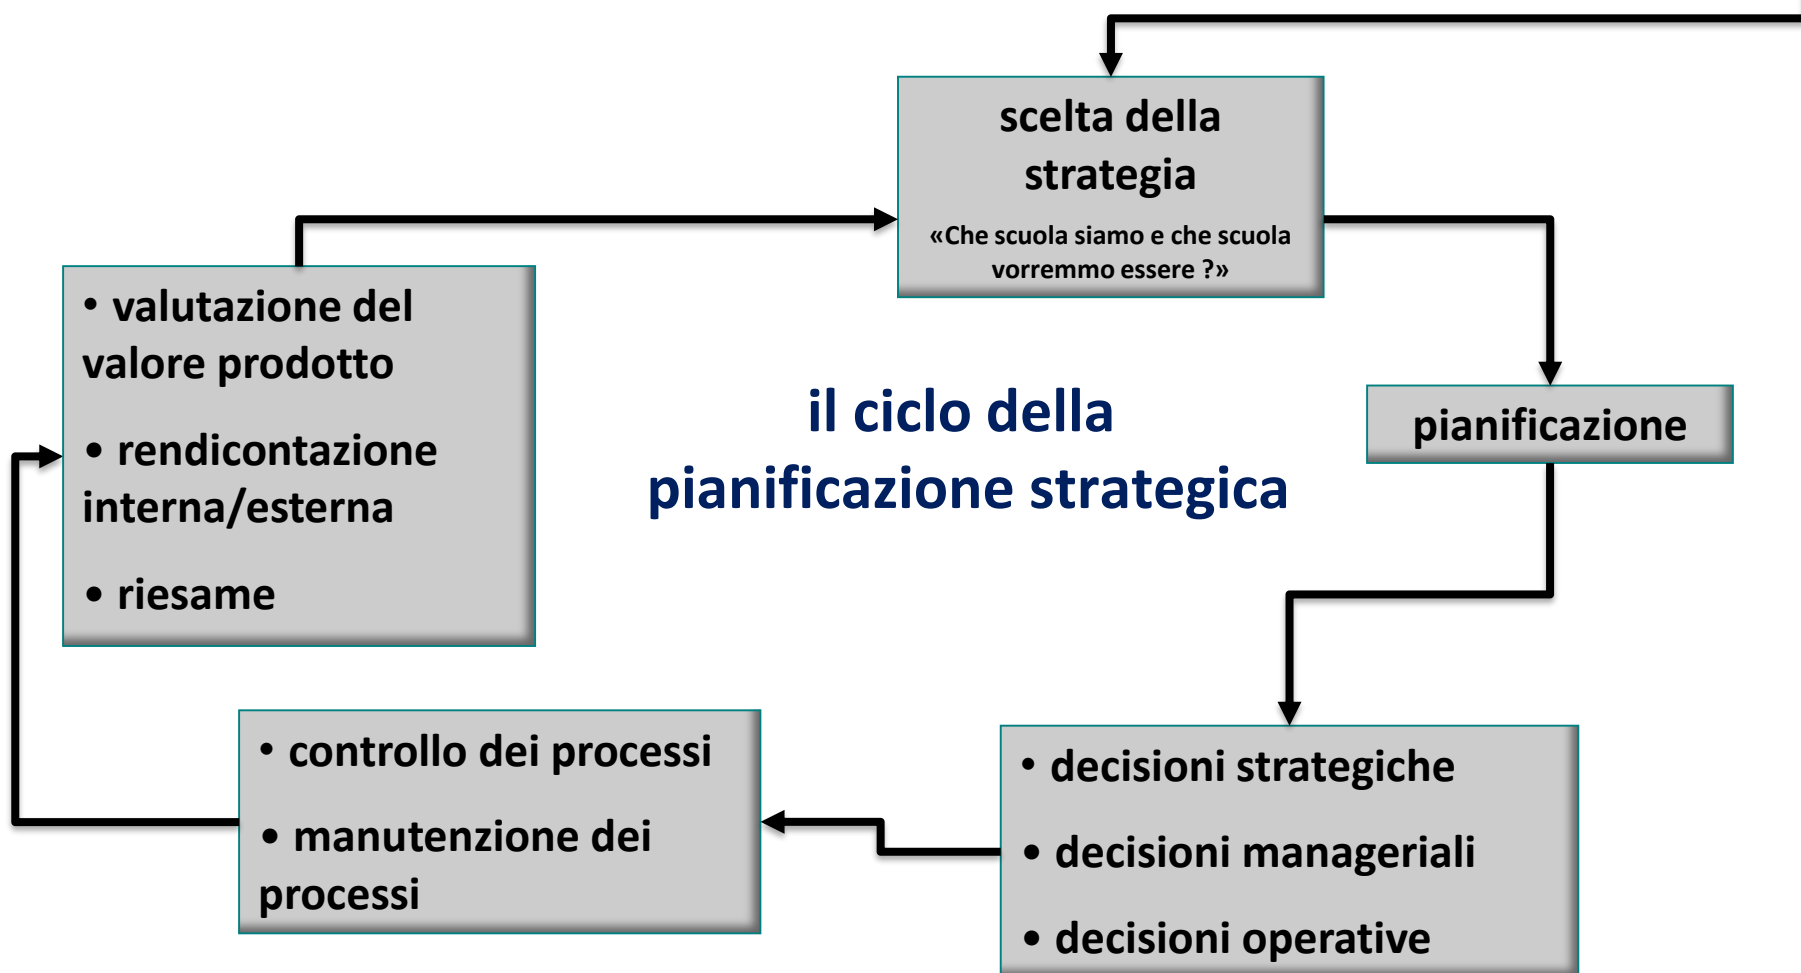 scelta della
strategia
«Che scuola siamo e che scuola
vorremmo essere ?»
• valutazione del
valore prodotto
• rendicontazione
interna/esterna
• riesame
il ciclo della
pianificazione strategica
pianificazione
• controllo dei processi
• manutenzione dei
processi
• decisioni strategiche
• decisioni manageriali
• decisioni operative